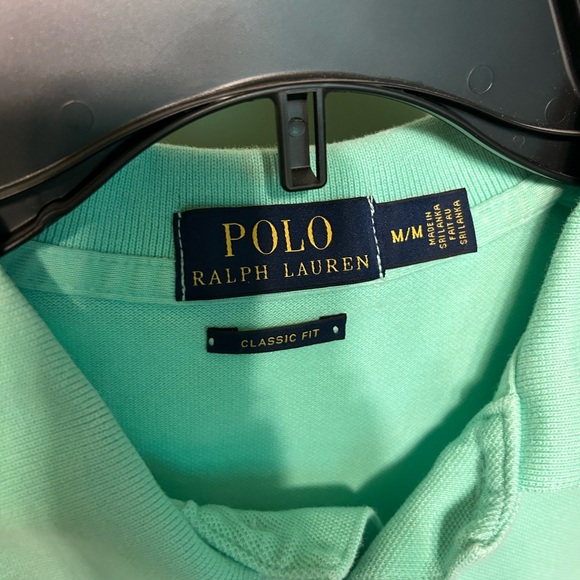 POLO
RALPH LAUREN
M/M
MADE IN
SRI LANKA
FAIT AU
SRI LANKA
CLASSIC FIT